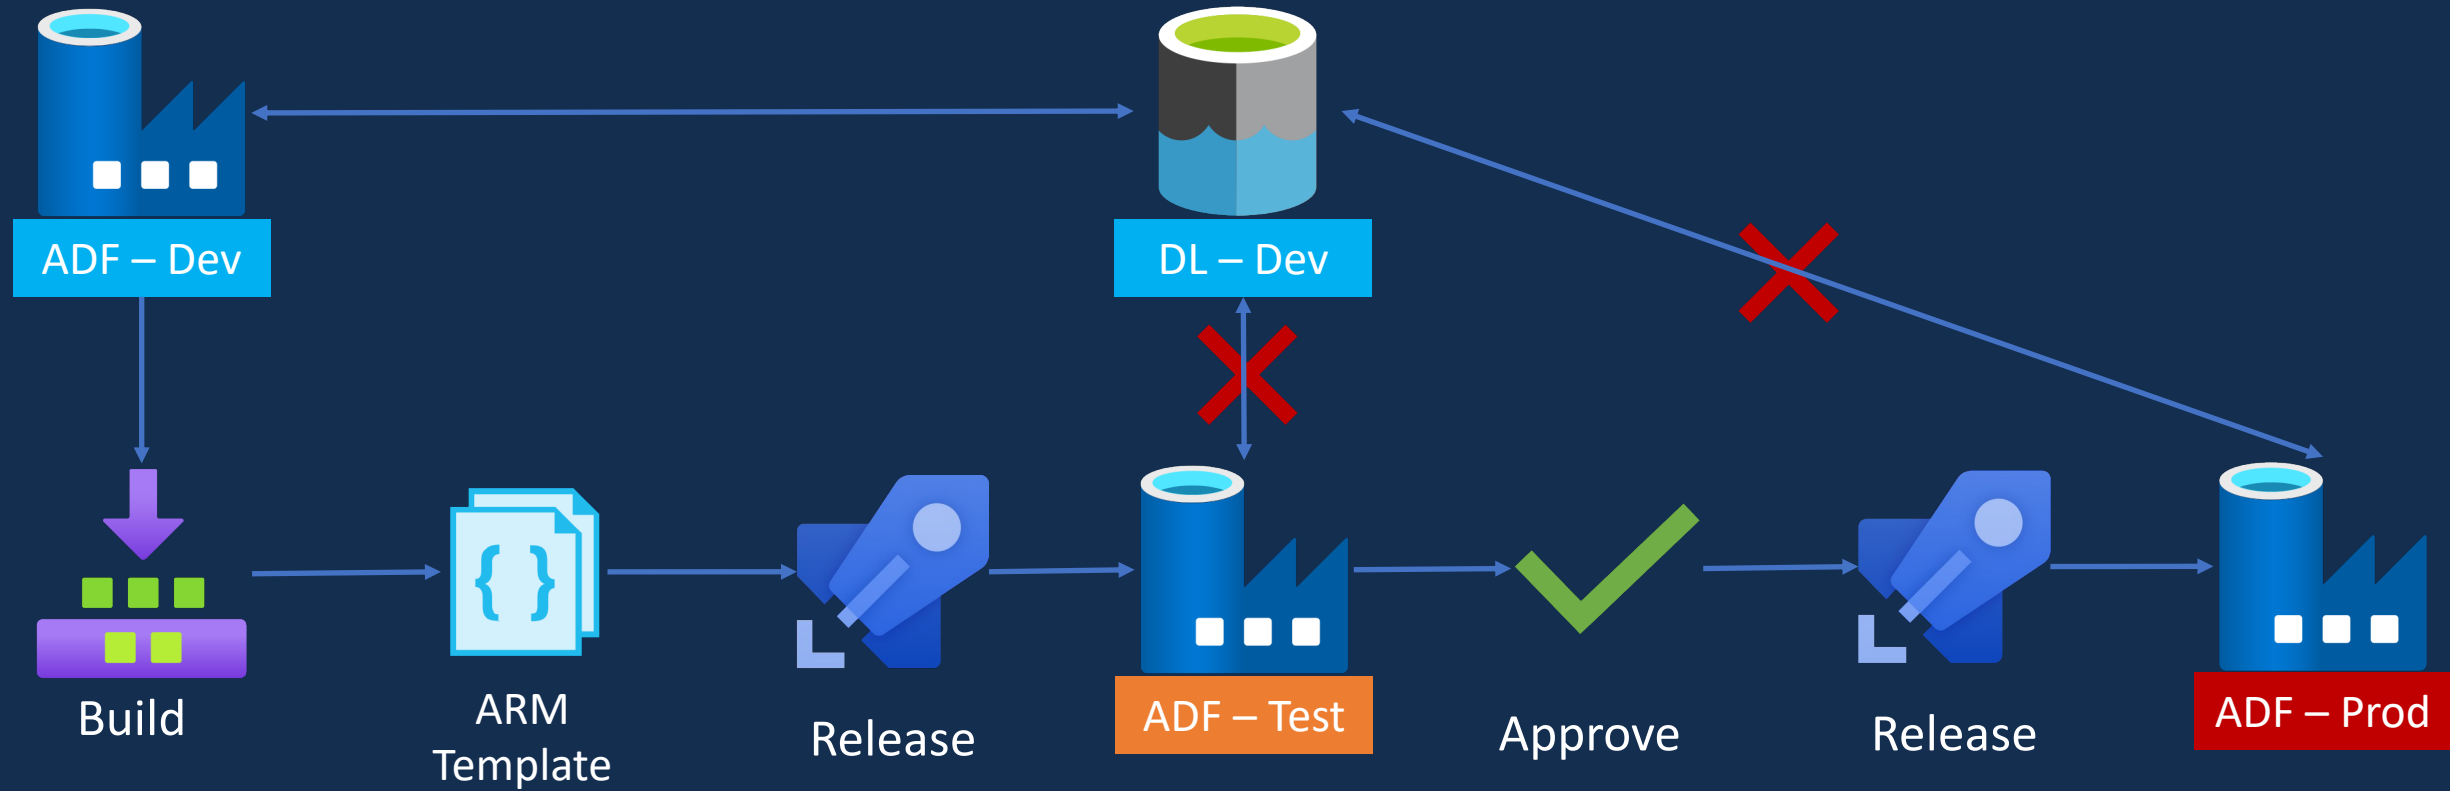 ADF – Dev
DL – Dev
{ }
Build
ARM
Template
Release
ADF – Test
Approve
Release
ADF – Prod